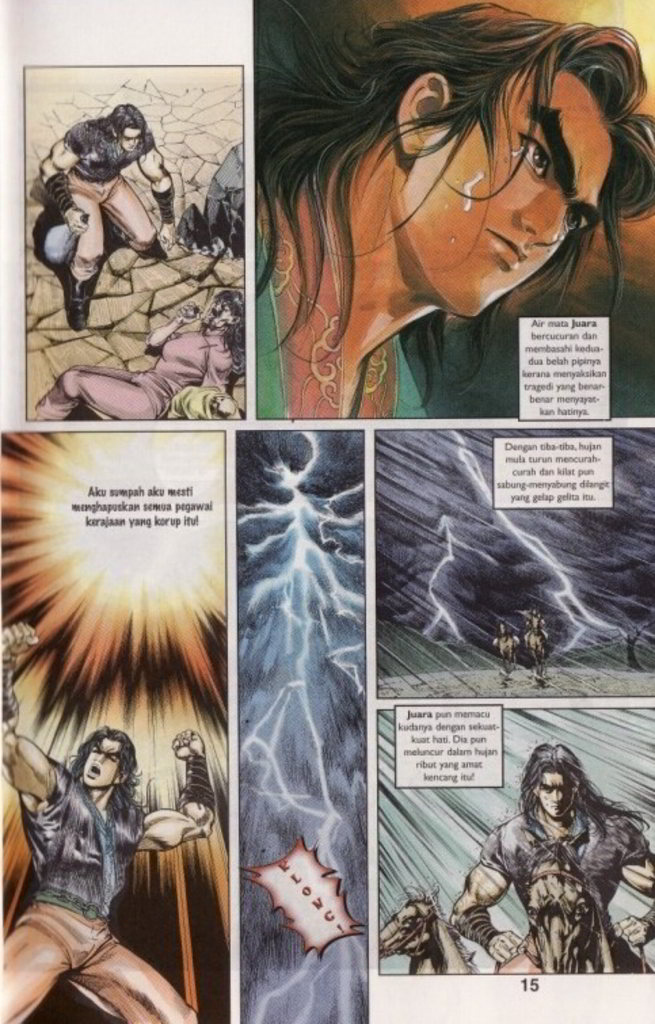 Air mata Juara
bercucuran dan
membasahi kedua-
dua belah pipinya
kerana menyaksikan
tragedi yang benar-
benar menyayat-
kan hatinya.
Aku sumpah aku mesti
menghapuskan semua pegawai
kerajaan yang korup itu!
KLONG!
Dengan tiba-tiba, hujan
mula turun mencurah-
curah dan kilat pun
sabung-menyabung dilangit
yang gelap gelita itu.
Juara pun memacu
kudanya dengan sekuat-
kuat hati. Dia pun
meluncur dalam hujan
ribut yang amat
kencang itu!
15